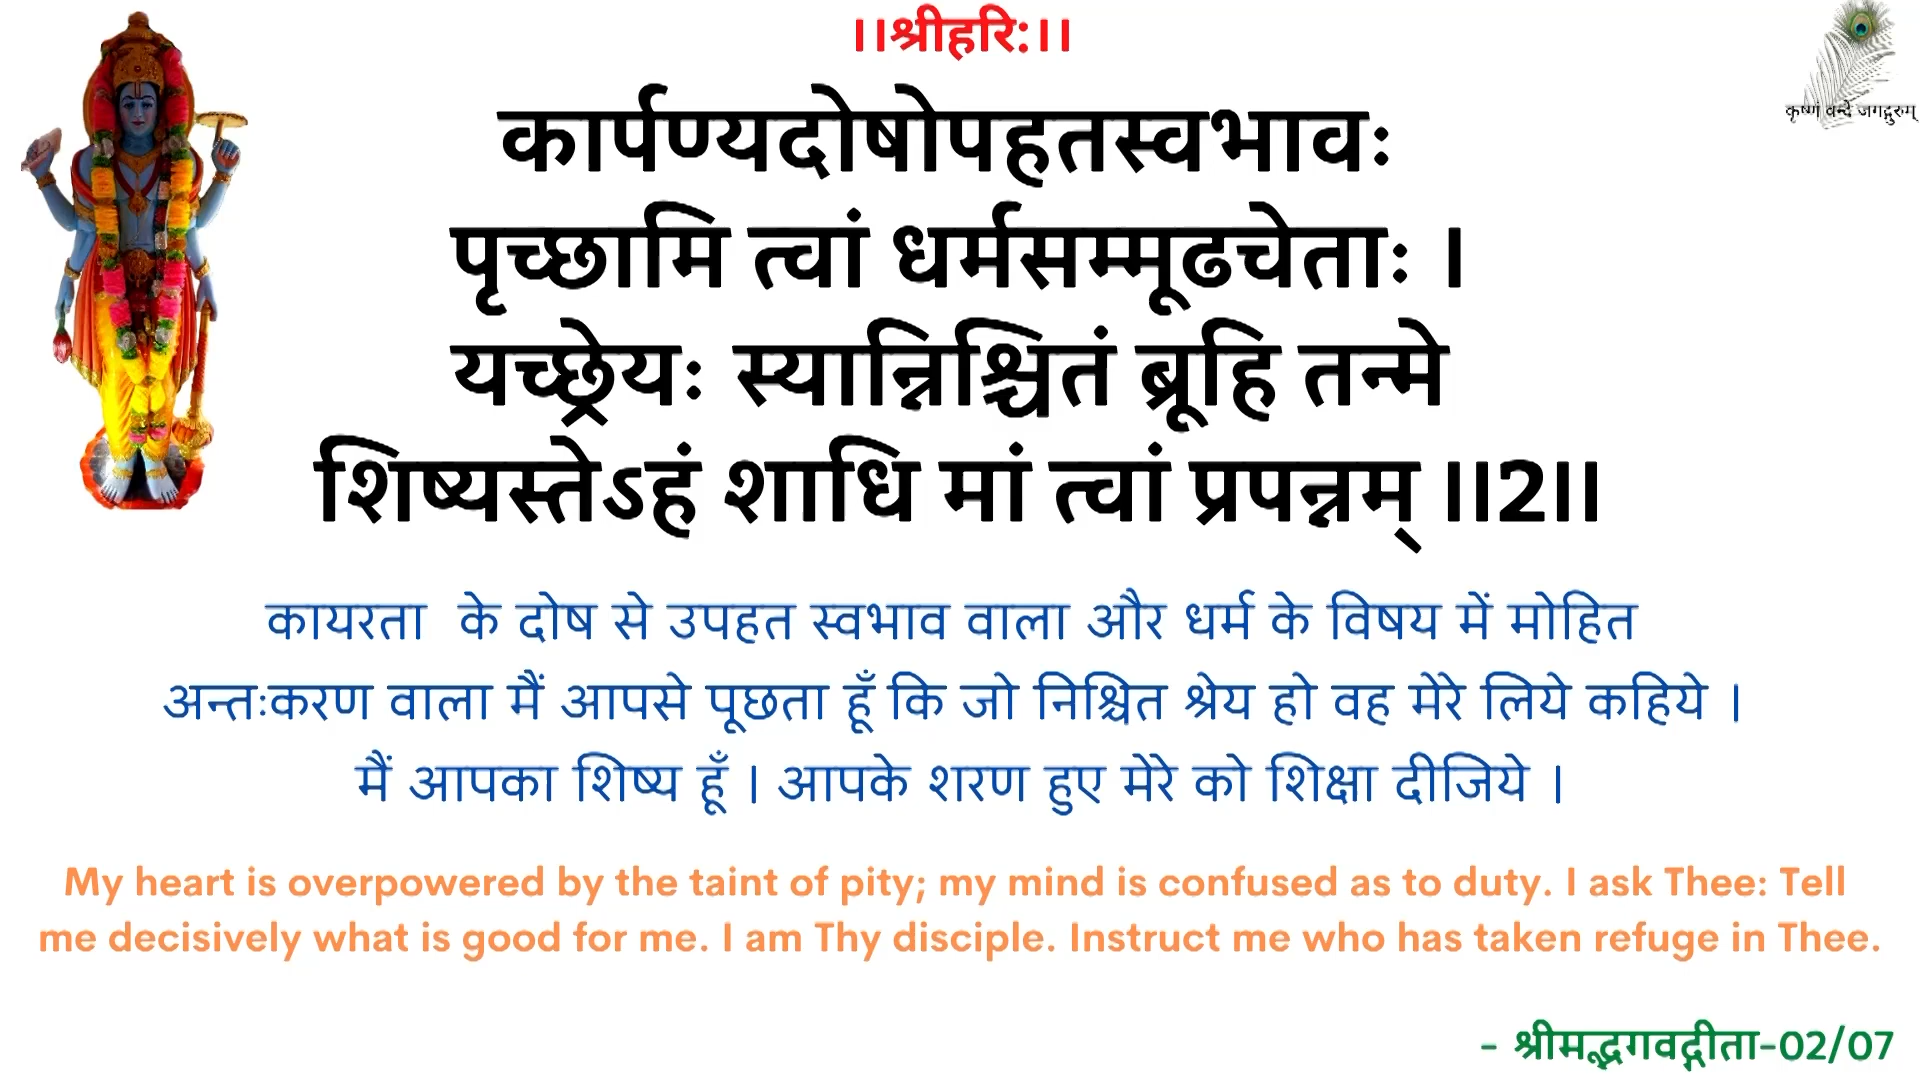 ।।श्रीहरि:।।
कृष्णं वन्दे जगद्गुरुम्
कार्पण्यदोषोपहतस्वभावः
पृच्छामि त्वां धर्मसम्मूढचेताः ।
यच्छ्रेयः स्यान्निश्चितं ब्रूहि तन्मे
शिष्यस्तेऽहं शाधि मां त्वां प्रपन्नम् ।।2।।
कायरता के दोष से उपहत स्वभाव वाला और धर्म के विषय में मोहित
अन्तःकरण वाला मैं आपसे पूछता हूँ कि जो निश्चित श्रेय हो वह मेरे लिये कहिये ।
मैं आपका शिष्य हूँ । आपके शरण हुए मेरे को शिक्षा दीजिये ।
My heart is overpowered by the taint of pity; my mind is confused as to duty. I ask Thee: Tell
me decisively what is good for me. I am Thy disciple. Instruct me who has taken refuge in Thee.
- श्रीमद्भगवद्गीता-02/07